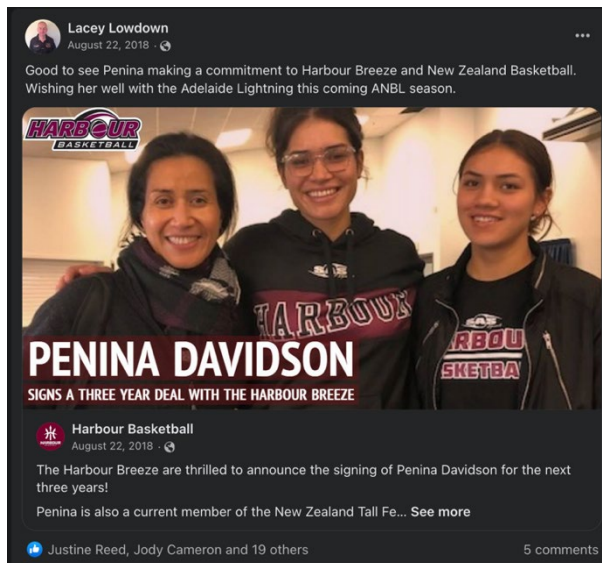 Lacey Lowdown
August 22, 2018 ·
Good to see Penina making a commitment to Harbour Breeze and New Zealand Basketball.
Wishing her well with the Adelaide Lightning this coming ANBL season.
HARBOUR
BASKETBALL
SAS
HARBOUR
SAS
RBOU
SKETBA
PENINA DAVIDSON
SIGNS A THREE YEAR DEAL WITH THE HARBOUR BREEZE
Harbour Basketball
August 22, 2018 ·
The Harbour Breeze are thrilled to announce the signing of Penina Davidson for the next
three years!
Penina is also a current member of the New Zealand Tall Fe... See more
Justine Reed, Jody Cameron and 19 others
5 comments